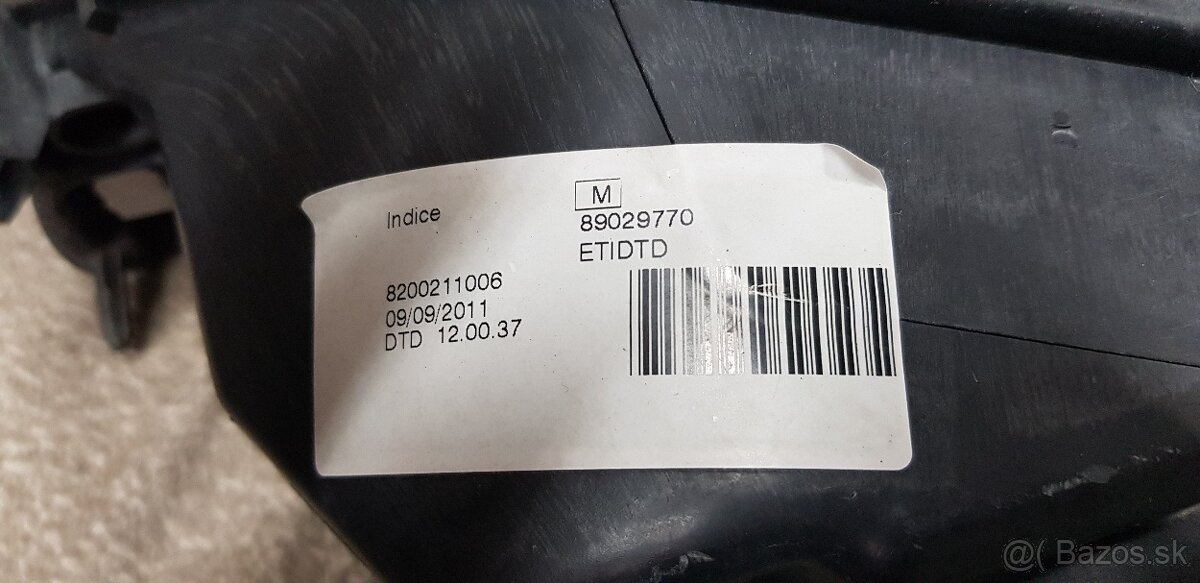 Indice
8200211006
09/09/2011
DTD 12.00.37
M
89029770
ETIDTD
@( Bazos.sk